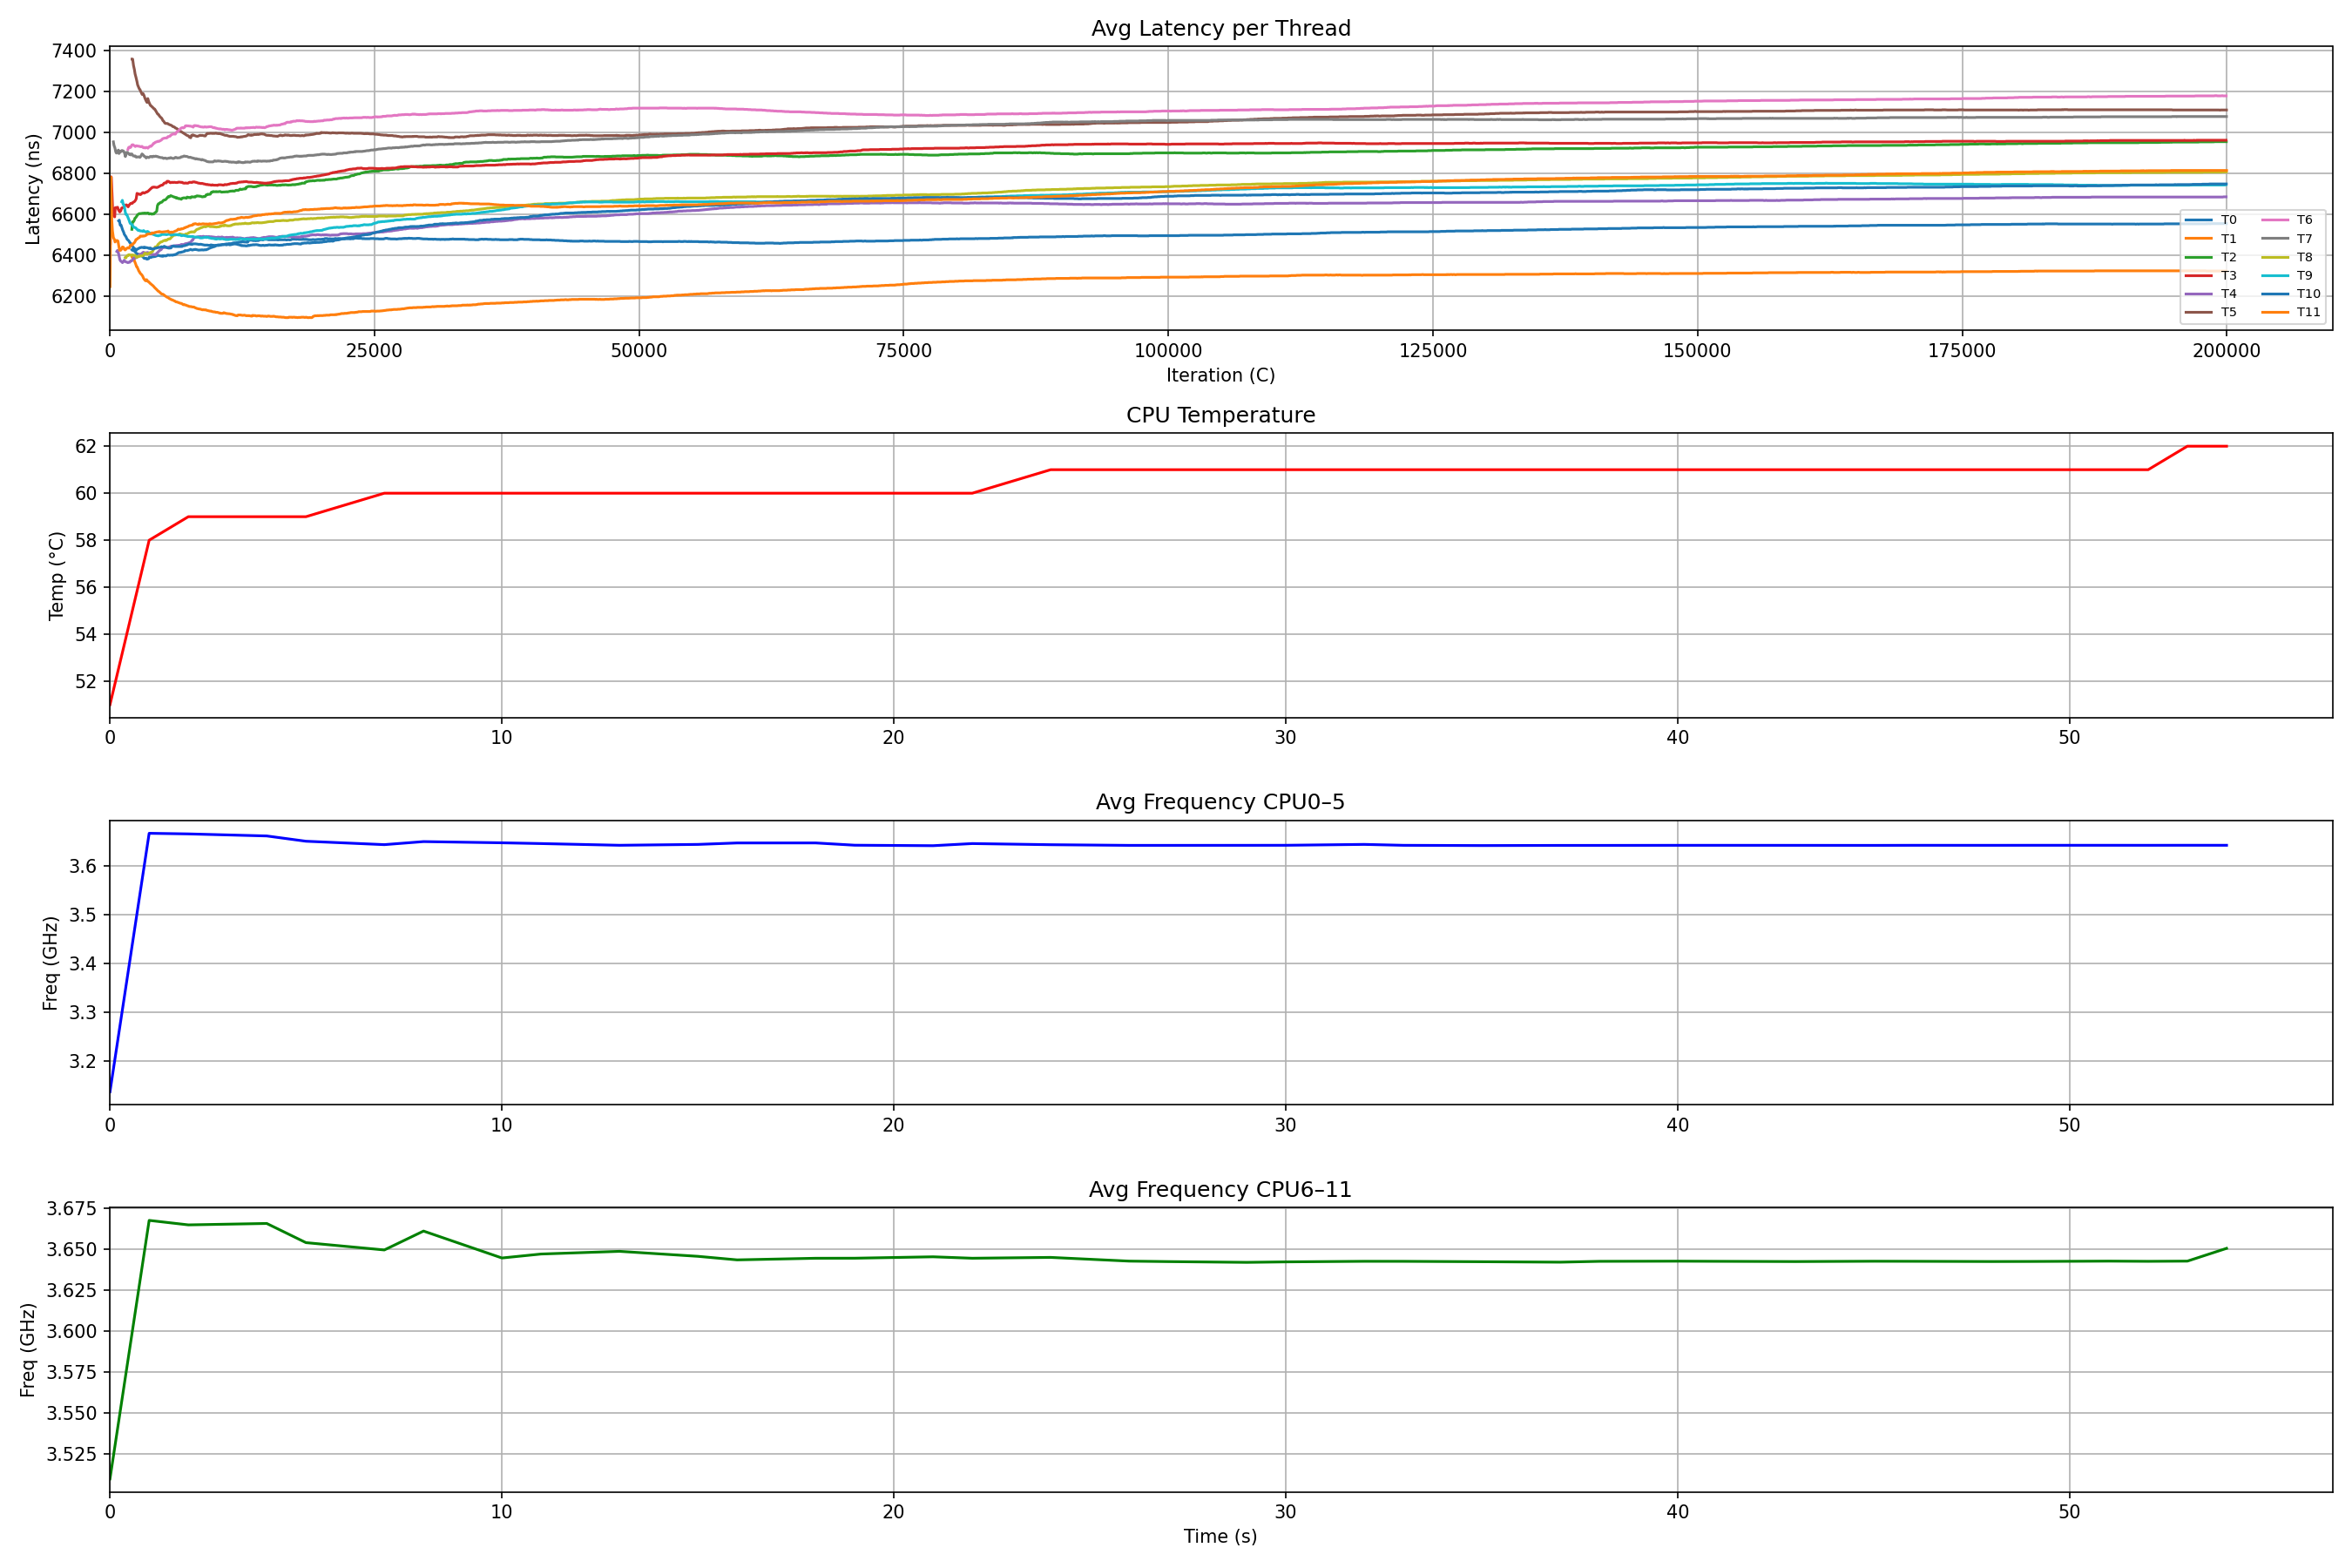 Avg Latency per Thread
Latency (ns)
7400
7200
7000
6800
6600
6400
6200
0 25000 50000 75000 100000 125000 150000 175000 200000
Iteration (C)
T0 T6
T1 T7
T2 T8
T3 T9
T4 T10
T5 T11
CPU Temperature
Temp (°C)
62
60
58
56
54
52
0 10 20 30 40 50
Avg Frequency CPU0–5
Freq (GHz)
3.6
3.5
3.4
3.3
3.2
0 10 20 30 40 50
Avg Frequency CPU6–11
Freq (GHz)
3.675
3.650
3.625
3.600
3.575
3.550
3.525
0 10 20 30 40 50
Time (s)